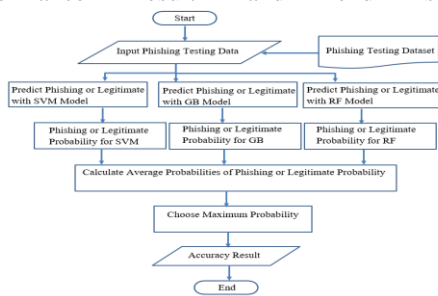 Start
Input Phishing Testing Data
Phishing Testing Dataset
Predict Phishing or Legitimate
with SVM Model
Predict Phishing or Legitimate
with GB Model
Predict Phishing or Legitimate
with RF Model
Phishing or Legitimate
Probability for SVM
Phishing or Legitimate
Probability for GB
Phishing or Legitimate
Probability for RF
Calculate Average Probabilities of Phishing or Legitimate Probability
Choose Maximum Probability
Accuracy Result
End